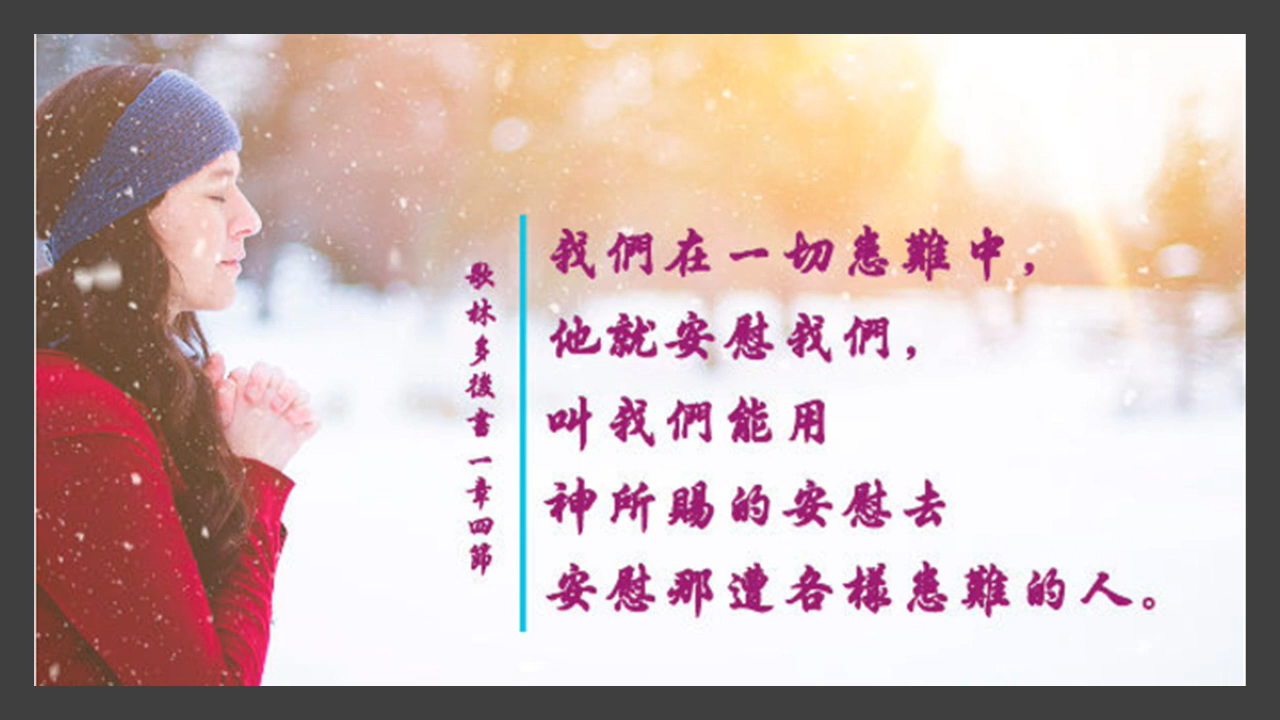 我們在一切患難中，
他就安慰我們，
叫我們能用
神所賜的安慰去
安慰那遭各樣患難的人。
歌林多後書一章四節